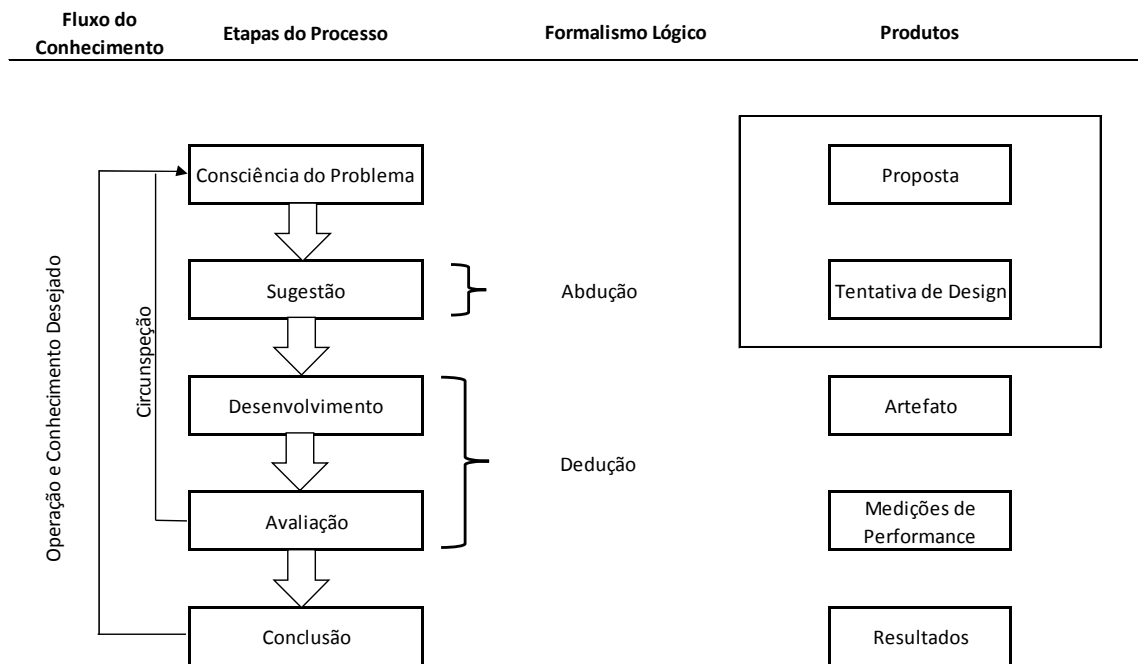 Fluxo do
Conhecimento
Etapas do Processo
Formalismo Lógico
Produtos
Consciência do Problema
Proposta
Sugestão
Abdução
Tentativa de Design
Operação e Conhecimento Desejado
Circunspeção
Desenvolvimento
Artefato
Dedução
Avaliação
Medições de
Performance
Conclusão
Resultados